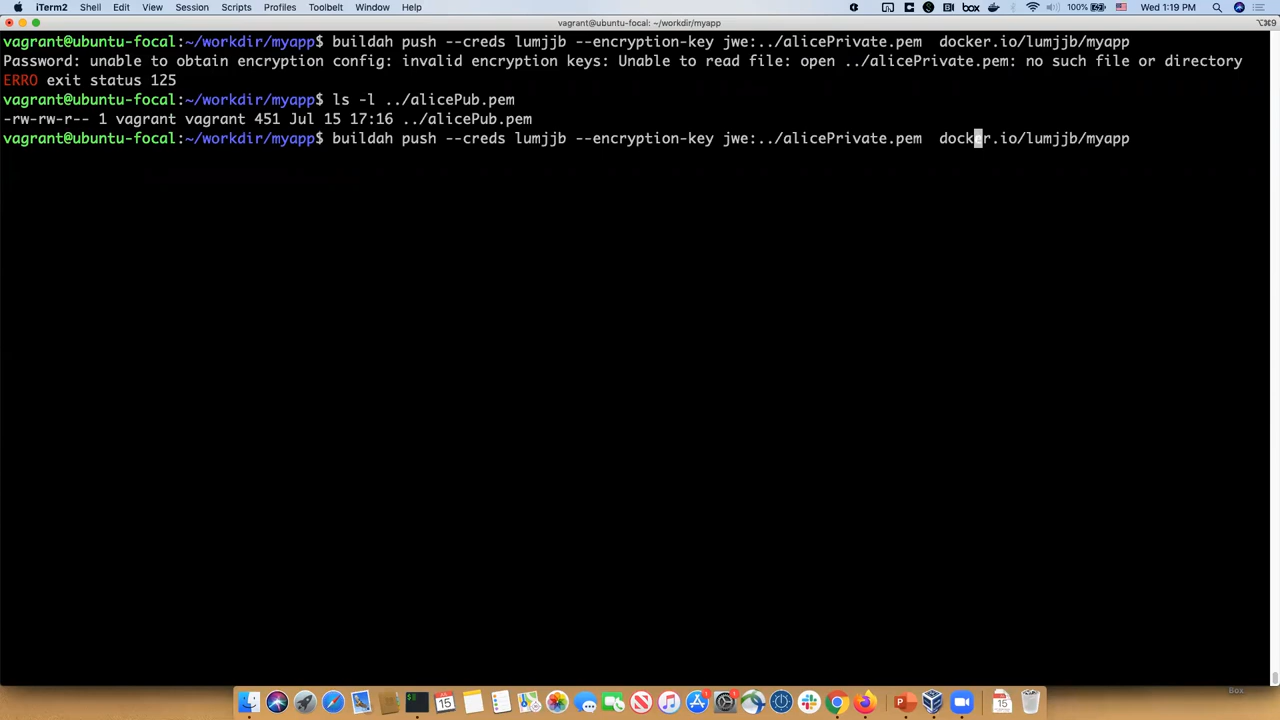 iTerm2 Shell Edit View Session Scripts Profiles Toolbelt Window Help box 100% Wed 1:19 PM
vagrant@ubuntu-focal: ~/workdir/myapp ⌥⌘9
vagrant@ubuntu-focal:~/workdir/myapp$ buildah push --creds lumjjb --encryption-key jwe:../alicePrivate.pem  docker.io/lumjjb/myapp
Password: unable to obtain encryption config: invalid encryption keys: Unable to read file: open ../alicePrivate.pem: no such file or directory
ERRO exit status 125
vagrant@ubuntu-focal:~/workdir/myapp$ ls -l ../alicePub.pem
-rw-rw-r-- 1 vagrant vagrant 451 Jul 15 17:16 ../alicePub.pem
vagrant@ubuntu-focal:~/workdir/myapp$ buildah push --creds lumjjb --encryption-key jwe:../alicePrivate.pem  docker.io/lumjjb/myapp
Box
15
15